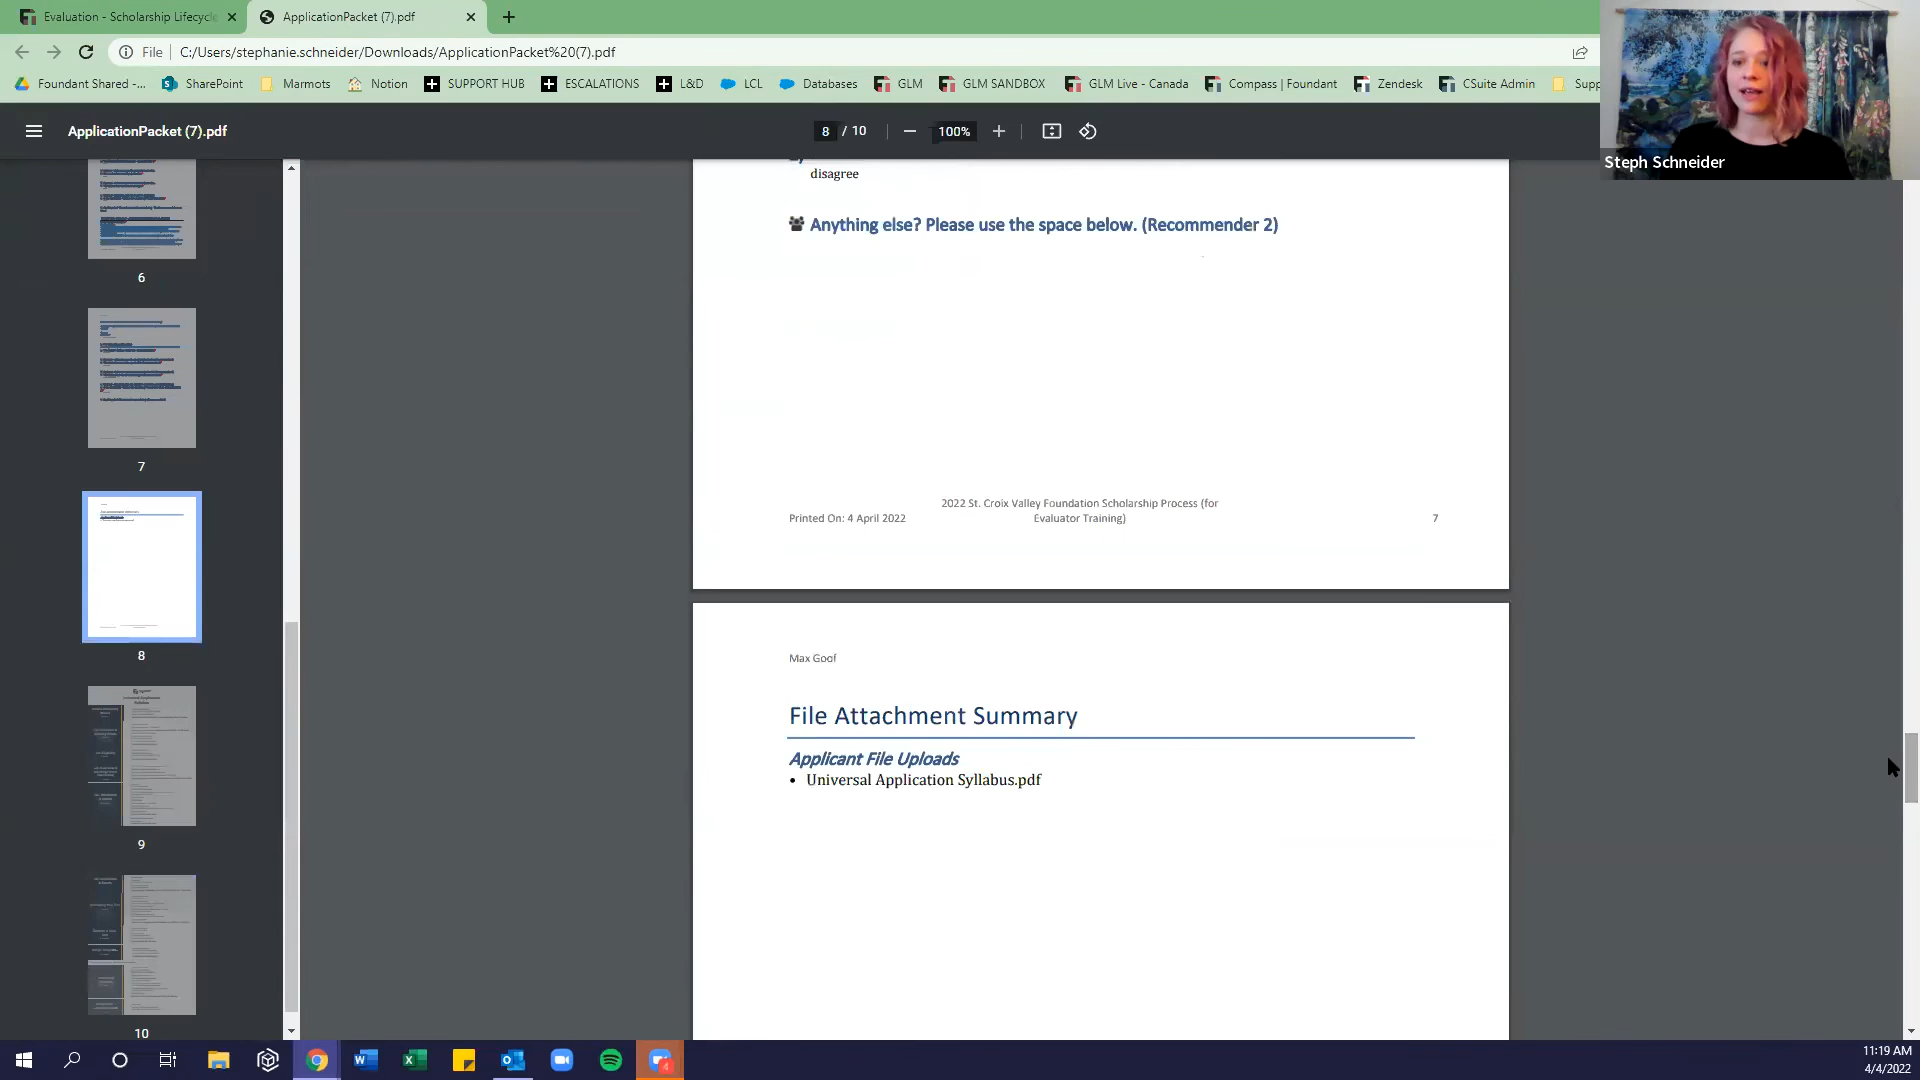 Evaluation - Scholarship Lifecycle
ApplicationPacket (7).pdf
File
C:/Users/stephanie.schneider/Downloads/ApplicationPacket%20(7).pdf
Foundant Shared -...
SharePoint
Marmots
Notion
SUPPORT HUB
ESCALATIONS
L&D
LCL
Databases
GLM
GLM SANDBOX
GLM Live - Canada
Compass | Foundant
Zendesk
CSuite Admin
Supp
Steph Schneider
ApplicationPacket (7).pdf
8 / 10
100%
6
7
8
9
10
disagree
Anything else? Please use the space below. (Recommender 2)
2022 St. Croix Valley Foundation Scholarship Process (for
Printed On: 4 April 2022 Evaluator Training) 7
Max Goof
File Attachment Summary
Applicant File Uploads
• Universal Application Syllabus.pdf
4
11:19 AM
4/4/2022